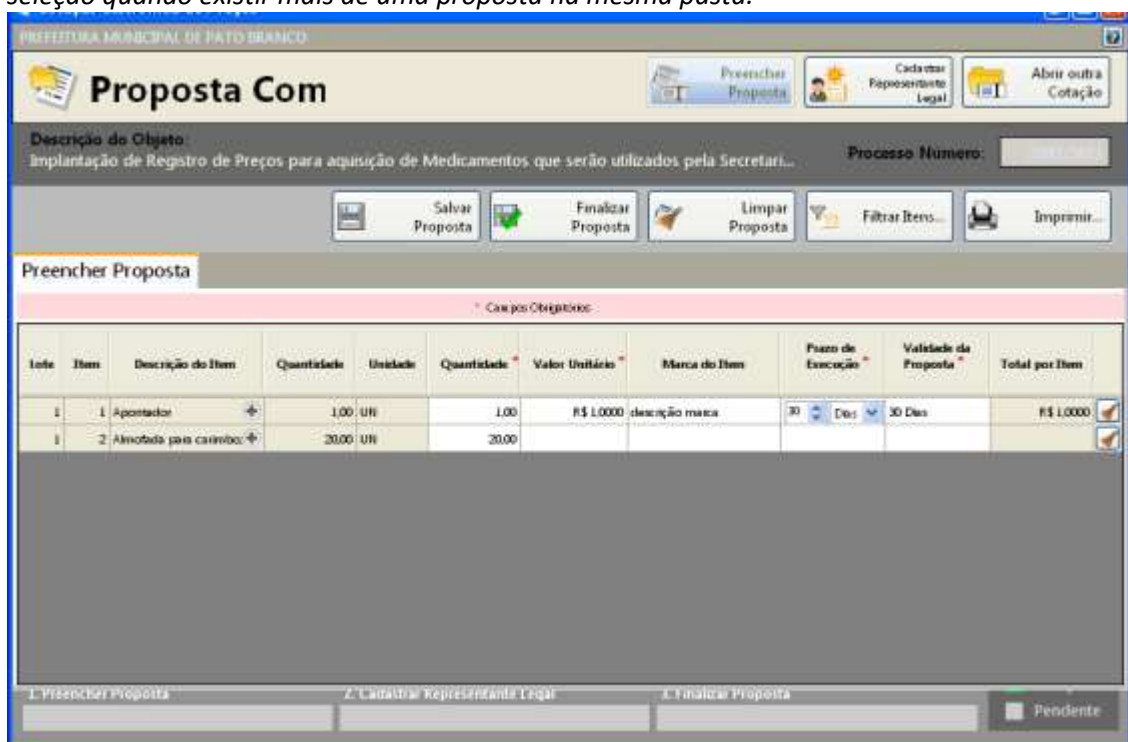 seleção quando existir mais de uma proposta na mesma pasta.
PREFEITURA MUNICIPAL DE PATO BRANCO
Proposta Com
Preencher Proposta
Cadastrar Representante Legal
Abrir outra Cotação
Descrição do Objeto:
Implantação de Registro de Preços para aquisição de Medicamentos que serão utilizados pela Secretari...
Processo Número:
Salvar Proposta
Finalizar Proposta
Limpar Proposta
Filtrar Itens...
Imprimir...
Preencher Proposta
* Campos Obrigatórios
Lote Item Descrição do Item Quantidade Unidade Quantidade * Valor Unitário * Marca do Item Prazo de Execução * Validade da Proposta * Total por Item
1 1 Apontador + 1,00 UN 1,00 R$ 1,0000 descrição marca 30 Dias 30 Dias R$ 1,0000
1 2 Almofada para carimbo; + 20,00 UN 20,00
1. Preencher Proposta 2. Cadastrar Representante Legal 3. Finalizar Proposta
Pendente